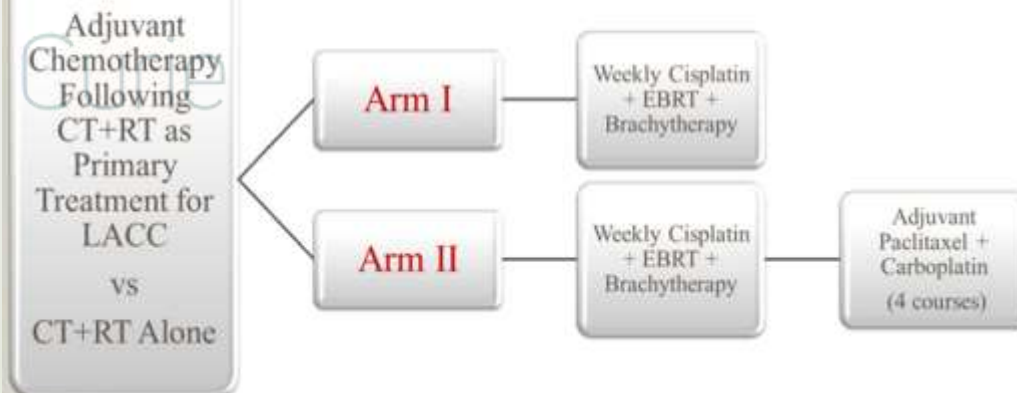 Adjuvant
Chemotherapy
Following
CT+RT as
Primary
Treatment for
LACC
vs
CT+RT Alone
Arm I
Weekly Cisplatin
+ EBRT +
Brachytherapy
Arm II
Weekly Cisplatin
+ EBRT +
Brachytherapy
Adjuvant
Paclitaxel +
Carboplatin
(4 courses)